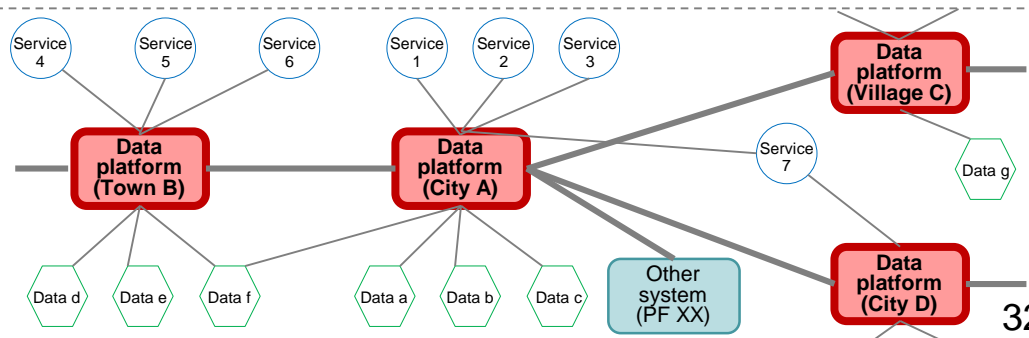 Service
4
Service
5
Service
6
Service
1
Service
2
Service
3
Data
platform
(Village C)
Data
platform
(Town B)
Data
platform
(City A)
Service
7
Data g
Data d
Data e
Data f
Data a
Data b
Data c
Other
system
(PF XX)
Data
platform
(City D)
32